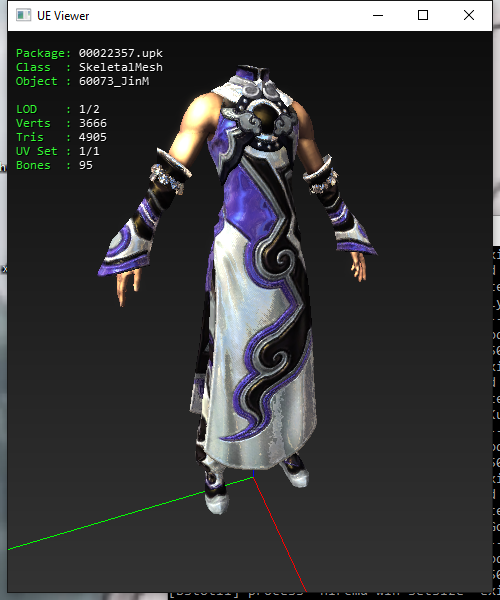 UE Viewer
Package: 00022357.upk
Class  : SkeletalMesh
Object : 60073_JinM
LOD    : 1/2
Verts  : 3666
Tris   : 4905
UV Set : 1/1
Bones  : 95